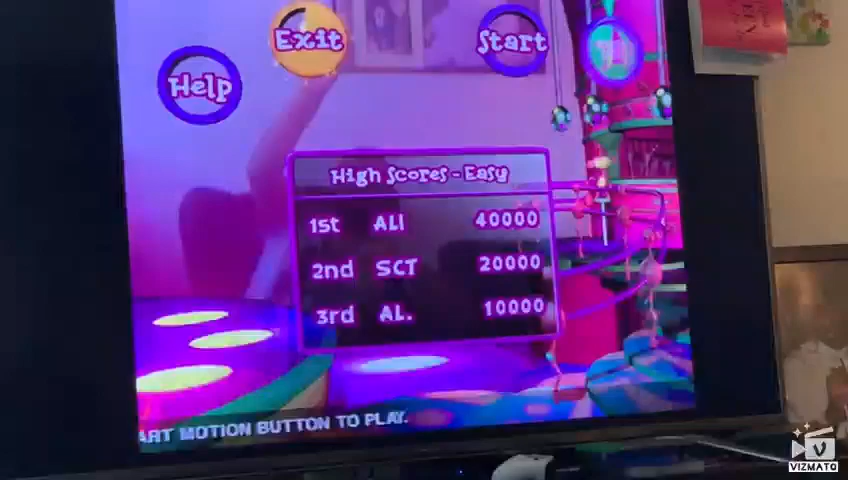 Exit
Start
Help
High Scores - Easy
1st ALI 40000
2nd SCT 20000
3rd AL. 10000
ART MOTION BUTTON TO PLAY.
VIZMATO